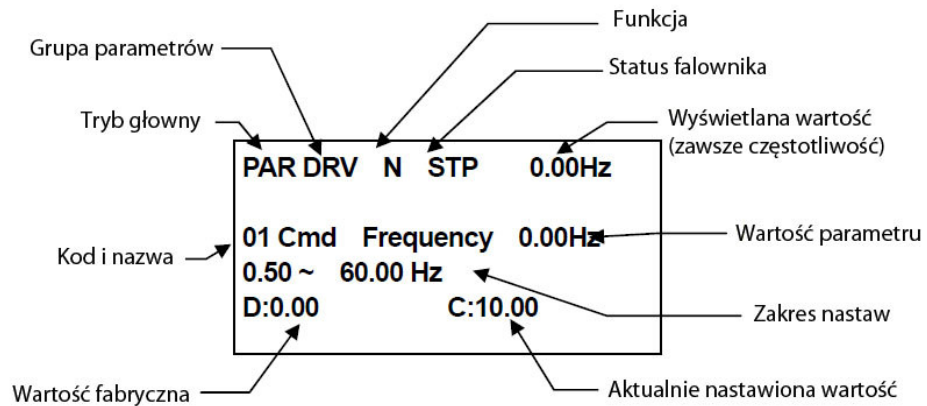 Funkcja
Grupa parametrów
Status falownika
Tryb głowny
Wyświetlana wartość
(zawsze częstotliwość)
PAR DRV N STP 0.00Hz
01 Cmd Frequency 0.00Hz
Wartość parametru
Kod i nazwa
0.50 ~ 60.00 Hz
D:0.00 C:10.00
Zakres nastaw
Wartość fabryczna
Aktualnie nastawiona wartość